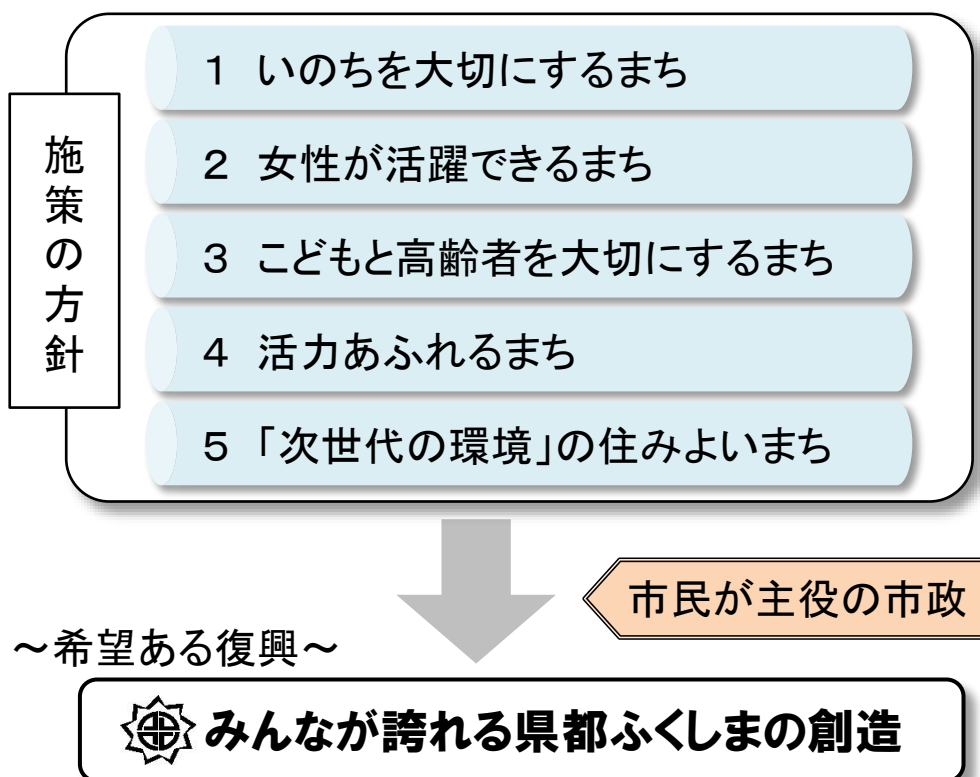 施策の方針
1 いのちを大切にするまち
2 女性が活躍できるまち
3 こどもと高齢者を大切にするまち
4 活力あふれるまち
5 「次世代の環境」の住みよいまち
市民が主役の市政
～希望ある復興～
みんなが誇れる県都ふくしまの創造